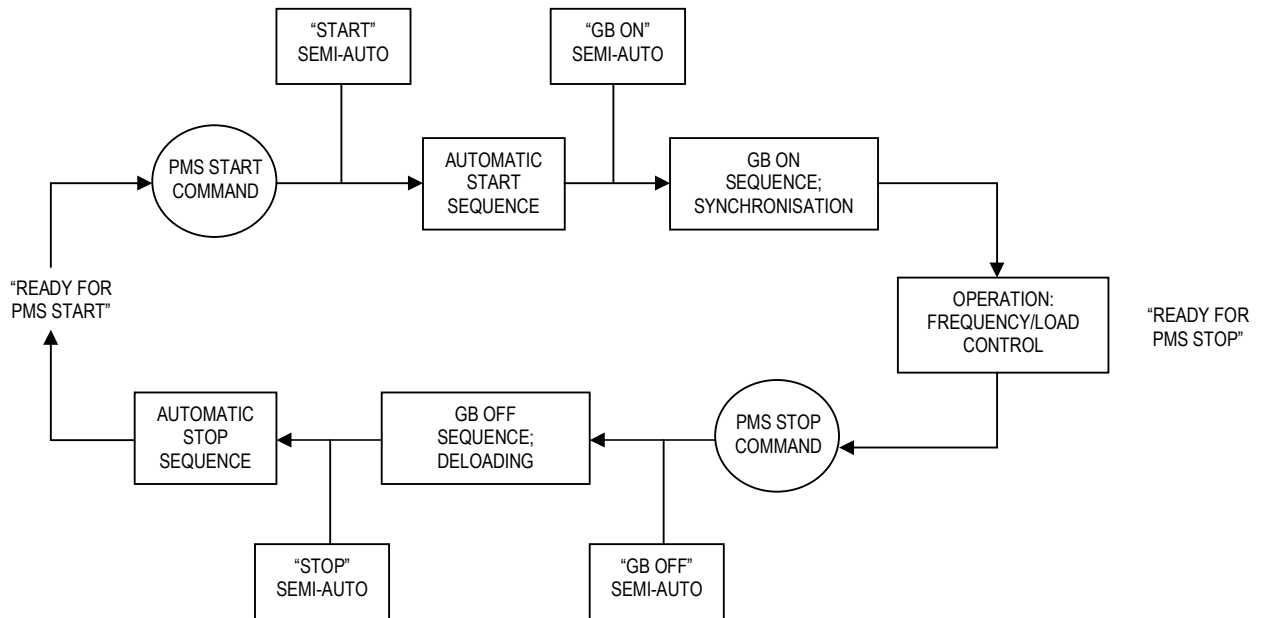 “START”
SEMI-AUTO
“GB ON”
SEMI-AUTO
PMS START
COMMAND
AUTOMATIC
START
SEQUENCE
GB ON
SEQUENCE;
SYNCHRONISATION
“READY FOR
PMS START”
OPERATION:
FREQUENCY/LOAD
CONTROL
“READY FOR
PMS STOP”
AUTOMATIC
STOP
SEQUENCE
GB OFF
SEQUENCE;
DELOADING
PMS STOP
COMMAND
“STOP”
SEMI-AUTO
“GB OFF”
SEMI-AUTO